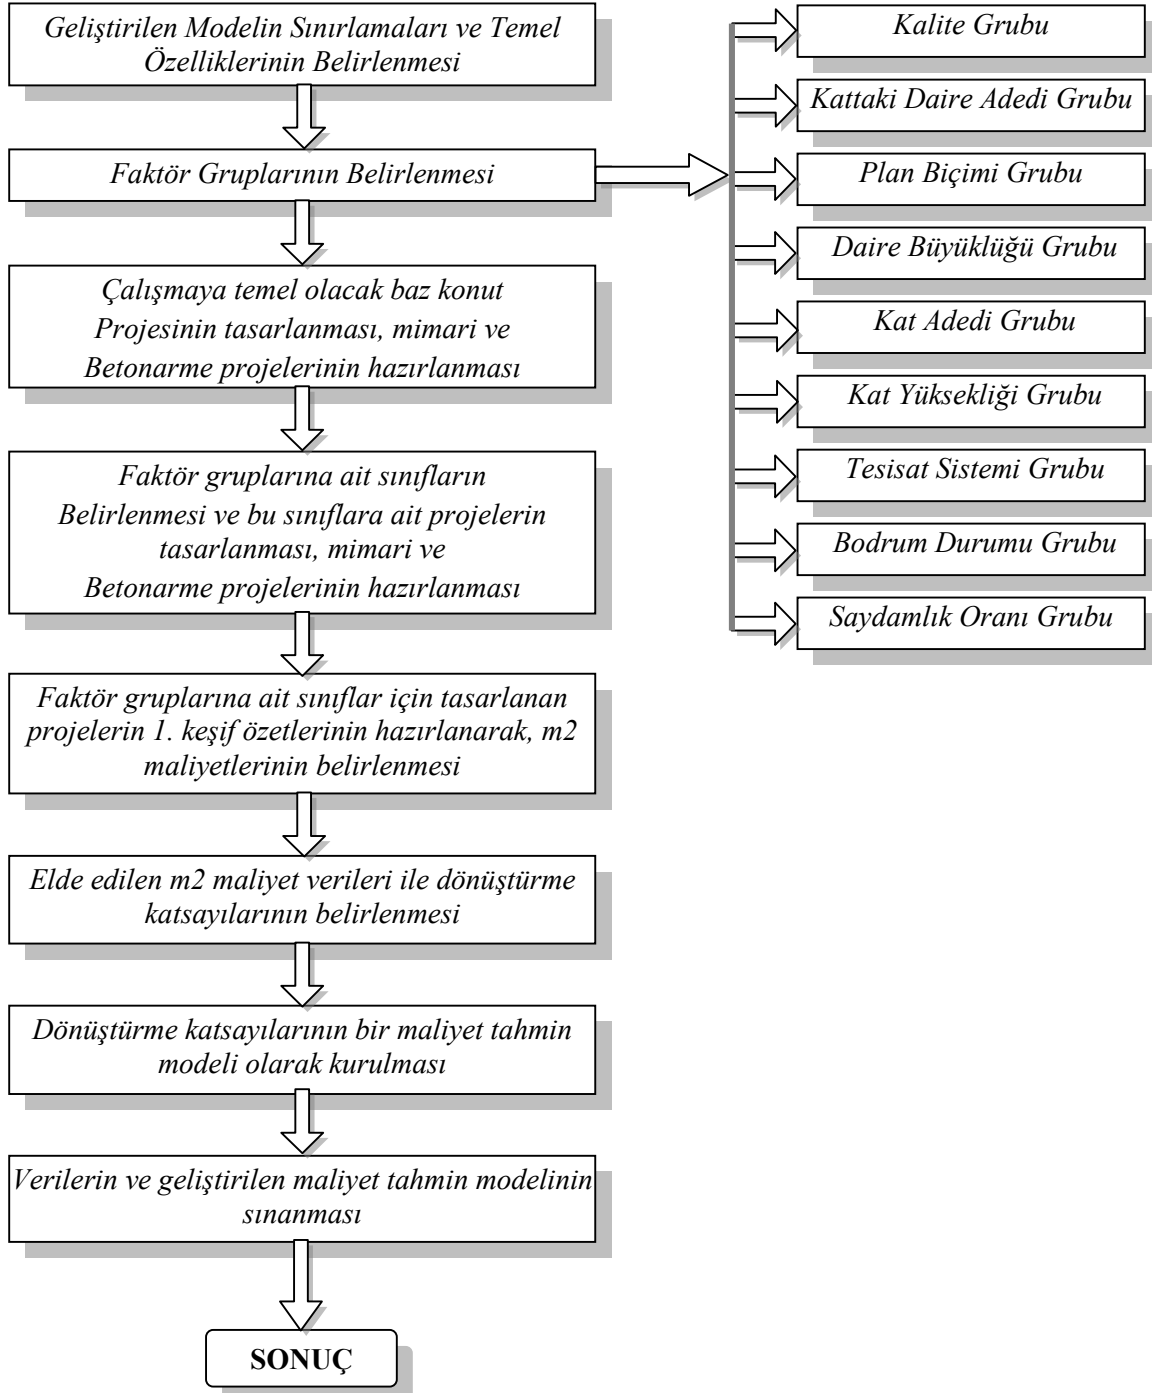 Geliştirilen Modelin Sınırlamaları ve Temel
Özelliklerinin Belirlenmesi
Faktör Gruplarının Belirlenmesi
Çalışmaya temel olacak baz konut
Projesinin tasarlanması, mimari ve
Betonarme projelerinin hazırlanması
Faktör gruplarına ait sınıfların
Belirlenmesi ve bu sınıflara ait projelerin
tasarlanması, mimari ve
Betonarme projelerinin hazırlanması
Faktör gruplarına ait sınıflar için tasarlanan
projelerin 1. keşif özetlerinin hazırlanarak, m2
maliyetlerinin belirlenmesi
Elde edilen m2 maliyet verileri ile dönüştürme
katsayılarının belirlenmesi
Dönüştürme katsayılarının bir maliyet tahmin
modeli olarak kurulması
Verilerin ve geliştirilen maliyet tahmin modelinin
sınanması
SONUÇ
Kalite Grubu
Kattaki Daire Adedi Grubu
Plan Biçimi Grubu
Daire Büyüklüğü Grubu
Kat Adedi Grubu
Kat Yüksekliği Grubu
Tesisat Sistemi Grubu
Bodrum Durumu Grubu
Saydamlık Oranı Grubu